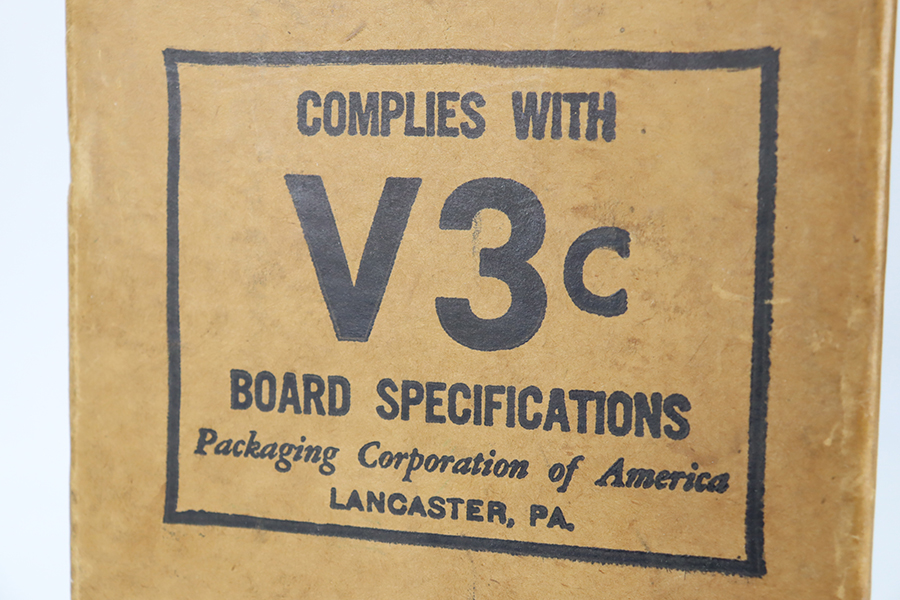 COMPLIES WITH
V3c
BOARD SPECIFICATIONS
Packaging Corporation of America
LANCASTER, PA.